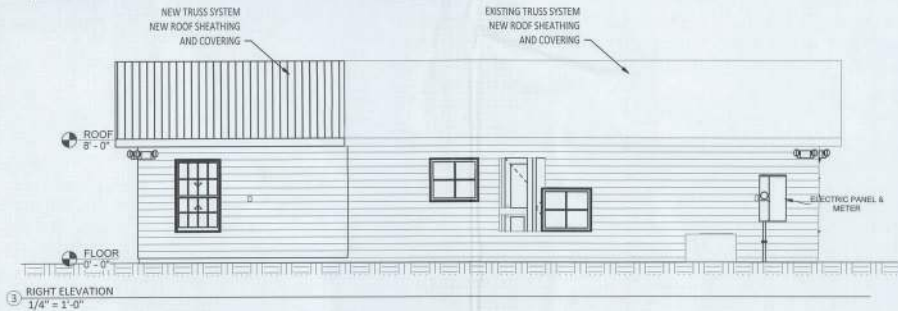 NEW TRUSS SYSTEM
NEW ROOF SHEATHING
AND COVERING
EXISTING TRUSS SYSTEM
NEW ROOF SHEATHING
AND COVERING
ROOF
8' - 0"
ELECTRIC PANEL &
METER
FLOOR
0' - 0"
3
RIGHT ELEVATION
1/4" = 1'-0"